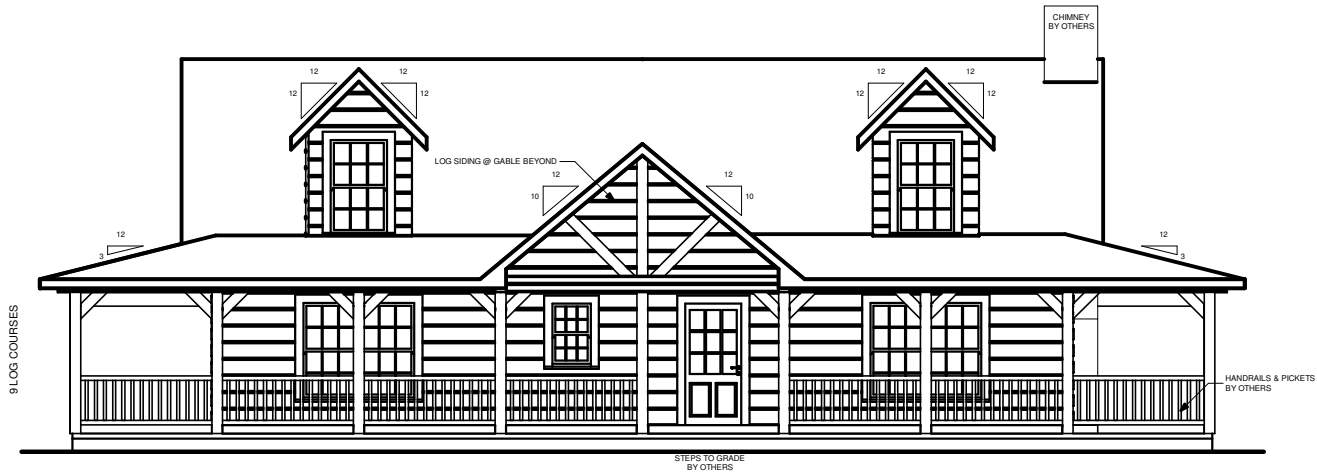 CHIMNEY
BY OTHERS
12
12
12
12
12
12
12
12
LOG SIDING @ GABLE BEYOND
12
10
12
10
12
3
12
3
9 LOG COURSES
HANDRAILS & PICKETS
BY OTHERS
STEPS TO GRADE
BY OTHERS